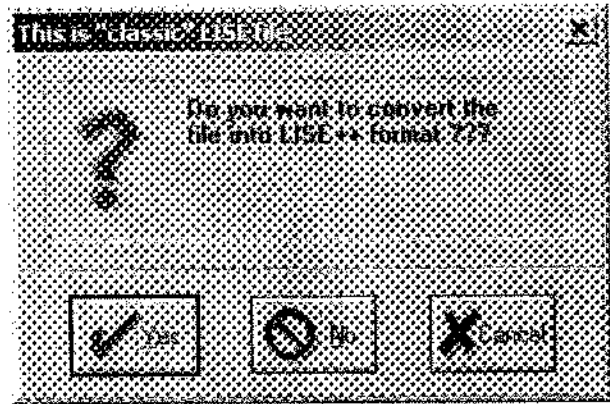 This is "classic" LISE file
Do you want to convert the
file into LISE++ format ???
Yes
No
Cancel